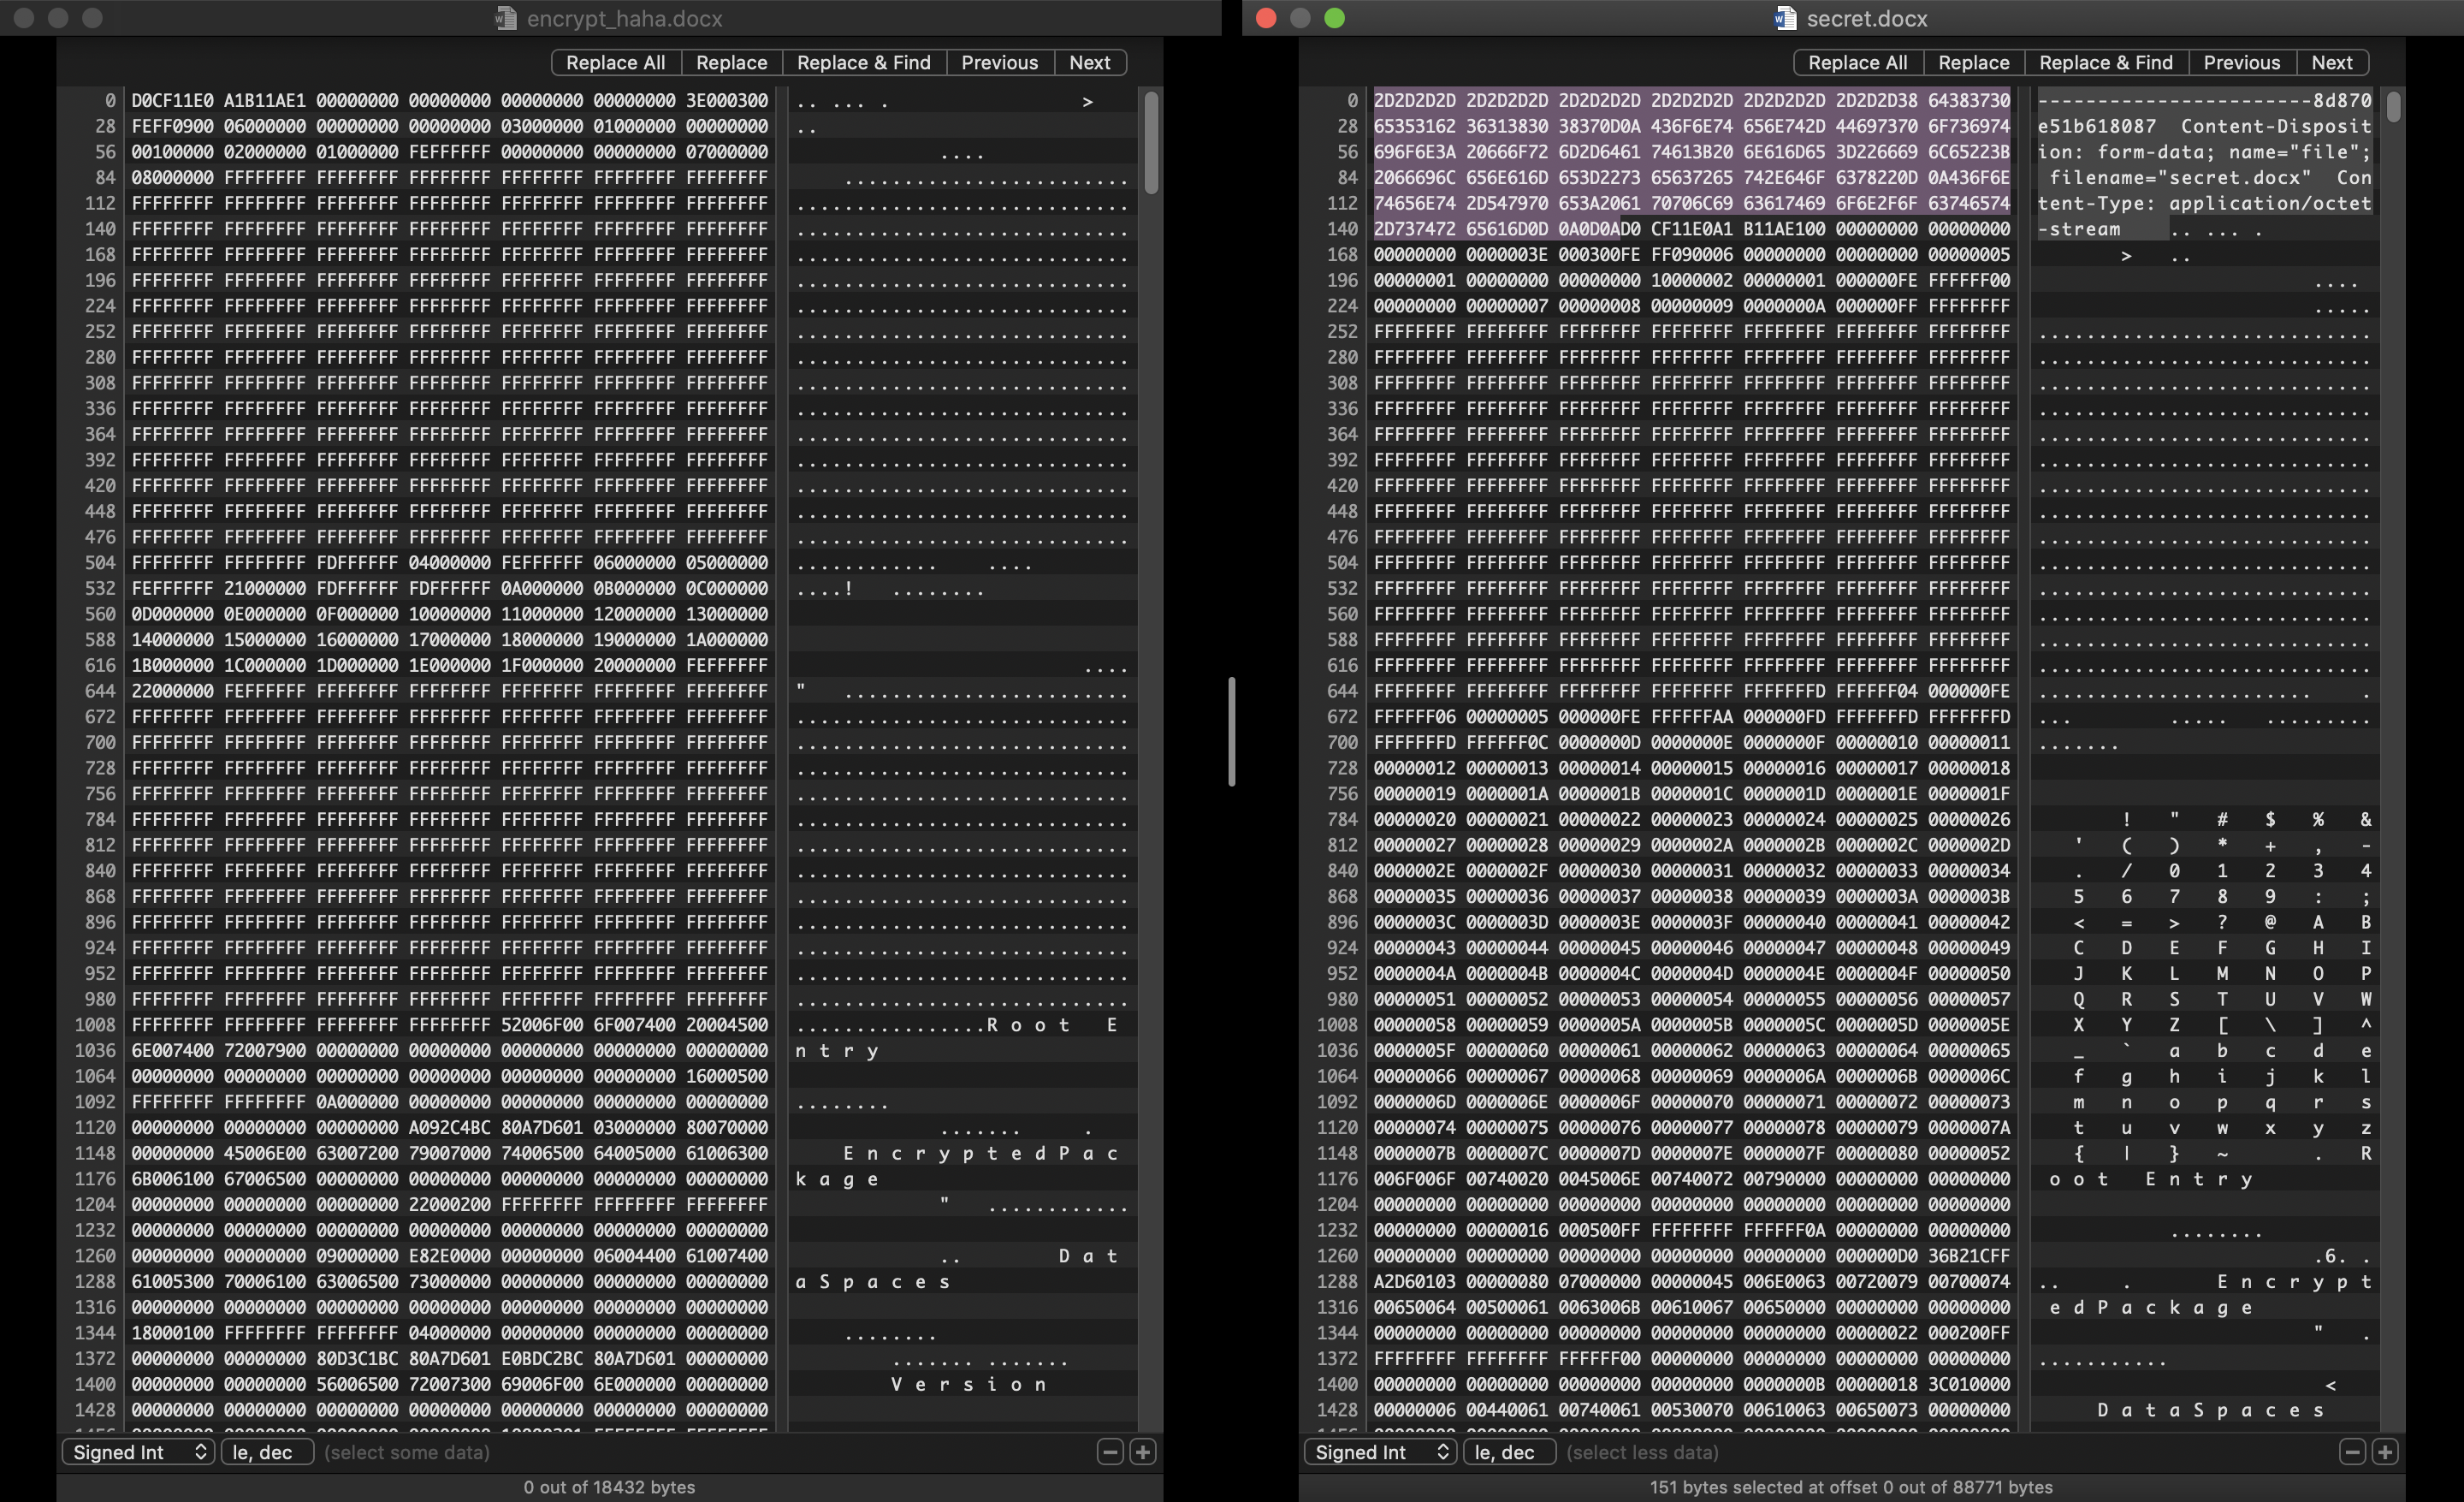 encrypt_haha.docx
Replace All Replace Replace & Find Previous Next
0 D0CF11E0 A1B11AE1 00000000 00000000 00000000 00000000 3E000300 .. ... . >
28 FEFF0900 06000000 00000000 00000000 03000000 01000000 00000000 ..
56 00100000 02000000 01000000 FEFFFFFF 00000000 00000000 07000000 ....
84 08000000 FFFFFFFF FFFFFFFF FFFFFFFF FFFFFFFF FFFFFFFF FFFFFFFF ........................
112 FFFFFFFF FFFFFFFF FFFFFFFF FFFFFFFF FFFFFFFF FFFFFFFF FFFFFFFF ............................
140 FFFFFFFF FFFFFFFF FFFFFFFF FFFFFFFF FFFFFFFF FFFFFFFF FFFFFFFF ............................
168 FFFFFFFF FFFFFFFF FFFFFFFF FFFFFFFF FFFFFFFF FFFFFFFF FFFFFFFF ............................
196 FFFFFFFF FFFFFFFF FFFFFFFF FFFFFFFF FFFFFFFF FFFFFFFF FFFFFFFF ............................
224 FFFFFFFF FFFFFFFF FFFFFFFF FFFFFFFF FFFFFFFF FFFFFFFF FFFFFFFF ............................
252 FFFFFFFF FFFFFFFF FFFFFFFF FFFFFFFF FFFFFFFF FFFFFFFF FFFFFFFF ............................
280 FFFFFFFF FFFFFFFF FFFFFFFF FFFFFFFF FFFFFFFF FFFFFFFF FFFFFFFF ............................
308 FFFFFFFF FFFFFFFF FFFFFFFF FFFFFFFF FFFFFFFF FFFFFFFF FFFFFFFF ............................
336 FFFFFFFF FFFFFFFF FFFFFFFF FFFFFFFF FFFFFFFF FFFFFFFF FFFFFFFF ............................
364 FFFFFFFF FFFFFFFF FFFFFFFF FFFFFFFF FFFFFFFF FFFFFFFF FFFFFFFF ............................
392 FFFFFFFF FFFFFFFF FFFFFFFF FFFFFFFF FFFFFFFF FFFFFFFF FFFFFFFF ............................
420 FFFFFFFF FFFFFFFF FFFFFFFF FFFFFFFF FFFFFFFF FFFFFFFF FFFFFFFF ............................
448 FFFFFFFF FFFFFFFF FFFFFFFF FFFFFFFF FFFFFFFF FFFFFFFF FFFFFFFF ............................
476 FFFFFFFF FFFFFFFF FFFFFFFF FFFFFFFF FFFFFFFF FFFFFFFF FFFFFFFF ............................
504 FFFFFFFF FFFFFFFF FDFFFFFF 04000000 FEFFFFFF 06000000 05000000 ............ ....
532 FEFFFFFF 21000000 FDFFFFFF FDFFFFFF 0A000000 0B000000 0C000000 ....! ........
560 0D000000 0E000000 0F000000 10000000 11000000 12000000 13000000
588 14000000 15000000 16000000 17000000 18000000 19000000 1A000000
616 1B000000 1C000000 1D000000 1E000000 1F000000 20000000 FEFFFFFF ....
644 22000000 FEFFFFFF FFFFFFFF FFFFFFFF FFFFFFFF FFFFFFFF FFFFFFFF " ........................
672 FFFFFFFF FFFFFFFF FFFFFFFF FFFFFFFF FFFFFFFF FFFFFFFF FFFFFFFF ............................
700 FFFFFFFF FFFFFFFF FFFFFFFF FFFFFFFF FFFFFFFF FFFFFFFF FFFFFFFF ............................
728 FFFFFFFF FFFFFFFF FFFFFFFF FFFFFFFF FFFFFFFF FFFFFFFF FFFFFFFF ............................
756 FFFFFFFF FFFFFFFF FFFFFFFF FFFFFFFF FFFFFFFF FFFFFFFF FFFFFFFF ............................
784 FFFFFFFF FFFFFFFF FFFFFFFF FFFFFFFF FFFFFFFF FFFFFFFF FFFFFFFF ............................
812 FFFFFFFF FFFFFFFF FFFFFFFF FFFFFFFF FFFFFFFF FFFFFFFF FFFFFFFF ............................
840 FFFFFFFF FFFFFFFF FFFFFFFF FFFFFFFF FFFFFFFF FFFFFFFF FFFFFFFF ............................
868 FFFFFFFF FFFFFFFF FFFFFFFF FFFFFFFF FFFFFFFF FFFFFFFF FFFFFFFF ............................
896 FFFFFFFF FFFFFFFF FFFFFFFF FFFFFFFF FFFFFFFF FFFFFFFF FFFFFFFF ............................
924 FFFFFFFF FFFFFFFF FFFFFFFF FFFFFFFF FFFFFFFF FFFFFFFF FFFFFFFF ............................
952 FFFFFFFF FFFFFFFF FFFFFFFF FFFFFFFF FFFFFFFF FFFFFFFF FFFFFFFF ............................
980 FFFFFFFF FFFFFFFF FFFFFFFF FFFFFFFF FFFFFFFF FFFFFFFF FFFFFFFF ............................
1008 FFFFFFFF FFFFFFFF FFFFFFFF FFFFFFFF 52006F00 6F007400 20004500 ................R o o t   E
1036 6E007400 72007900 00000000 00000000 00000000 00000000 00000000 n t r y
1064 00000000 00000000 00000000 00000000 00000000 00000000 16000500
1092 FFFFFFFF FFFFFFFF 0A000000 00000000 00000000 00000000 00000000 ........
1120 00000000 00000000 00000000 A092C4BC 80A7D601 03000000 80070000 ....... .
1148 00000000 45006E00 63007200 79007000 74006500 64005000 61006300 E n c r y p t e d P a c
1176 6B006100 67006500 00000000 00000000 00000000 00000000 00000000 k a g e
1204 00000000 00000000 00000000 22000200 FFFFFFFF FFFFFFFF FFFFFFFF " ............
1232 00000000 00000000 00000000 00000000 00000000 00000000 00000000
1260 00000000 00000000 09000000 E82E0000 00000000 06004400 61007400 .. D a t
1288 61005300 70006100 63006500 73000000 00000000 00000000 00000000 a S p a c e s
1316 00000000 00000000 00000000 00000000 00000000 00000000 00000000
1344 18000100 FFFFFFFF FFFFFFFF 04000000 00000000 00000000 00000000 ........
1372 00000000 00000000 80D3C1BC 80A7D601 E0BDC2BC 80A7D601 00000000 ....... .......
1400 00000000 00000000 56006500 72007300 69006F00 6E000000 00000000 V e r s i o n
1428 00000000 00000000 00000000 00000000 00000000 00000000 00000000
Signed Int le, dec (select some data)
0 out of 18432 bytes
secret.docx
Replace All Replace Replace & Find Previous Next
0 2D2D2D2D 2D2D2D2D 2D2D2D2D 2D2D2D2D 2D2D2D2D 2D2D2D38 64383730 -----------------------8d870
28 65353162 36313830 38370D0A 436F6E74 656E742D 44697370 6F736974 e51b618087 Content-Disposit
56 696F6E3A 20666F72 6D2D6461 74613B20 6E616D65 3D226669 6C65223B ion: form-data; name="file";
84 2066696C 656E616D 653D2273 65637265 742E646F 6378220D 0A436F6E filename="secret.docx" Con
112 74656E74 2D547970 653A2061 70706C69 63617469 6F6E2F6F 63746574 tent-Type: application/octet
140 2D737472 65616D0D 0A0D0AD0 CF11E0A1 B11AE100 00000000 00000000 -stream .. ... .
168 00000000 0000003E 000300FE FF090006 00000000 00000000 00000005 > ..
196 00000001 00000000 00000000 10000002 00000001 000000FE FFFFFF00 ....
224 00000000 00000007 00000008 00000009 0000000A 000000FF FFFFFFFF .....
252 FFFFFFFF FFFFFFFF FFFFFFFF FFFFFFFF FFFFFFFF FFFFFFFF FFFFFFFF ............................
280 FFFFFFFF FFFFFFFF FFFFFFFF FFFFFFFF FFFFFFFF FFFFFFFF FFFFFFFF ............................
308 FFFFFFFF FFFFFFFF FFFFFFFF FFFFFFFF FFFFFFFF FFFFFFFF FFFFFFFF ............................
336 FFFFFFFF FFFFFFFF FFFFFFFF FFFFFFFF FFFFFFFF FFFFFFFF FFFFFFFF ............................
364 FFFFFFFF FFFFFFFF FFFFFFFF FFFFFFFF FFFFFFFF FFFFFFFF FFFFFFFF ............................
392 FFFFFFFF FFFFFFFF FFFFFFFF FFFFFFFF FFFFFFFF FFFFFFFF FFFFFFFF ............................
420 FFFFFFFF FFFFFFFF FFFFFFFF FFFFFFFF FFFFFFFF FFFFFFFF FFFFFFFF ............................
448 FFFFFFFF FFFFFFFF FFFFFFFF FFFFFFFF FFFFFFFF FFFFFFFF FFFFFFFF ............................
476 FFFFFFFF FFFFFFFF FFFFFFFF FFFFFFFF FFFFFFFF FFFFFFFF FFFFFFFF ............................
504 FFFFFFFF FFFFFFFF FFFFFFFF FFFFFFFF FFFFFFFF FFFFFFFF FFFFFFFF ............................
532 FFFFFFFF FFFFFFFF FFFFFFFF FFFFFFFF FFFFFFFF FFFFFFFF FFFFFFFF ............................
560 FFFFFFFF FFFFFFFF FFFFFFFF FFFFFFFF FFFFFFFF FFFFFFFF FFFFFFFF ............................
588 FFFFFFFF FFFFFFFF FFFFFFFF FFFFFFFF FFFFFFFF FFFFFFFF FFFFFFFF ............................
616 FFFFFFFF FFFFFFFF FFFFFFFF FFFFFFFF FFFFFFFF FFFFFFFF FFFFFFFF ............................
644 FFFFFFFF FFFFFFFF FFFFFFFF FFFFFFFF FFFFFFFD FFFFFF04 000000FE ....................... .
672 FFFFFF06 00000005 000000FE FFFFFFAA 000000FD FFFFFFFD FFFFFFFD ... ..... .........
700 FFFFFFFD FFFFFF0C 0000000D 0000000E 0000000F 00000010 00000011 .......
728 00000012 00000013 00000014 00000015 00000016 00000017 00000018
756 00000019 0000001A 0000001B 0000001C 0000001D 0000001E 0000001F
784 00000020 00000021 00000022 00000023 00000024 00000025 00000026 ! " # $ % &
812 00000027 00000028 00000029 0000002A 0000002B 0000002C 0000002D ' ( ) * + , -
840 0000002E 0000002F 00000030 00000031 00000032 00000033 00000034 . / 0 1 2 3 4
868 00000035 00000036 00000037 00000038 00000039 0000003A 0000003B 5 6 7 8 9 : ;
896 0000003C 0000003D 0000003E 0000003F 00000040 00000041 00000042 < = > ? @ A B
924 00000043 00000044 00000045 00000046 00000047 00000048 00000049 C D E F G H I
952 0000004A 0000004B 0000004C 0000004D 0000004E 0000004F 00000050 J K L M N O P
980 00000051 00000052 00000053 00000054 00000055 00000056 00000057 Q R S T U V W
1008 00000058 00000059 0000005A 0000005B 0000005C 0000005D 0000005E X Y Z [ \ ] ^
1036 0000005F 00000060 00000061 00000062 00000063 00000064 00000065 _ ` a b c d e
1064 00000066 00000067 00000068 00000069 0000006A 0000006B 0000006C f g h i j k l
1092 0000006D 0000006E 0000006F 00000070 00000071 00000072 00000073 m n o p q r s
1120 00000074 00000075 00000076 00000077 00000078 00000079 0000007A t u v w x y z
1148 0000007B 0000007C 0000007D 0000007E 0000007F 00000080 00000052 { | } ~ . R
1176 006F006F 00740020 0045006E 00740072 00790000 00000000 00000000 o o t   E n t r y
1204 00000000 00000000 00000000 00000000 00000000 00000000 00000000
1232 00000000 00000016 000500FF FFFFFFFF FFFFFF0A 00000000 00000000 ........
1260 00000000 00000000 00000000 00000000 00000000 000000D0 36B21CFF .6. .
1288 A2D60103 00000080 07000000 00000045 006E0063 00720079 00700074 .. . E n c r y p t
1316 00650064 00500061 0063006B 00610067 00650000 00000000 00000000 e d P a c k a g e
1344 00000000 00000000 00000000 00000000 00000000 00000022 000200FF " .
1372 FFFFFFFF FFFFFFFF FFFFFF00 00000000 00000000 00000000 00000000 ...........
1400 00000000 00000000 00000000 00000000 0000000B 00000018 3C010000 <
1428 00000006 00440061 00740061 00530070 00610063 00650073 00000000 D a t a S p a c e s
Signed Int le, dec (select less data)
151 bytes selected at offset 0 out of 88771 bytes